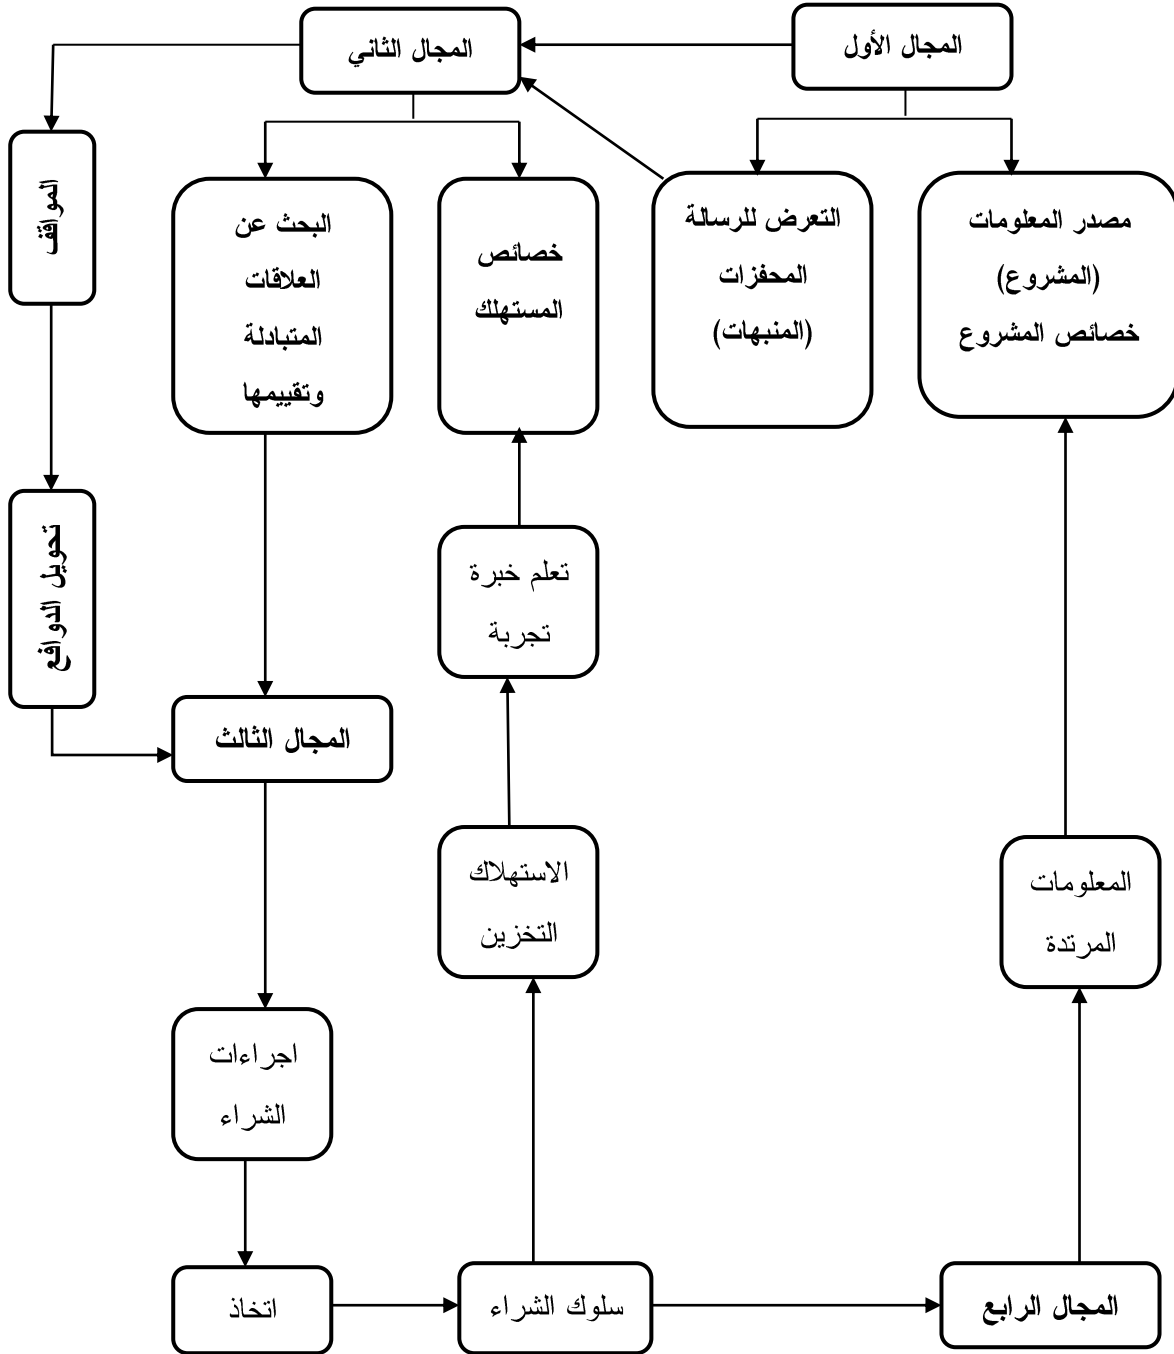 المجال الأول
المجال الثاني
مصدر المعلومات
(المشروع)
خصائص المشروع
التعرض للرسالة
المحفزات
(المنبهات)
خصائص
المستهلك
البحث عن
العلاقات
المتبادلة
وتقييمها
المواقف
تحويل الدوافع
تعلم خبرة
تجربة
المجال الثالث
المعلومات
المرتدة
الاستهلاك
التخزين
اجراءات
الشراء
المجال الرابع
سلوك الشراء
اتخاذ